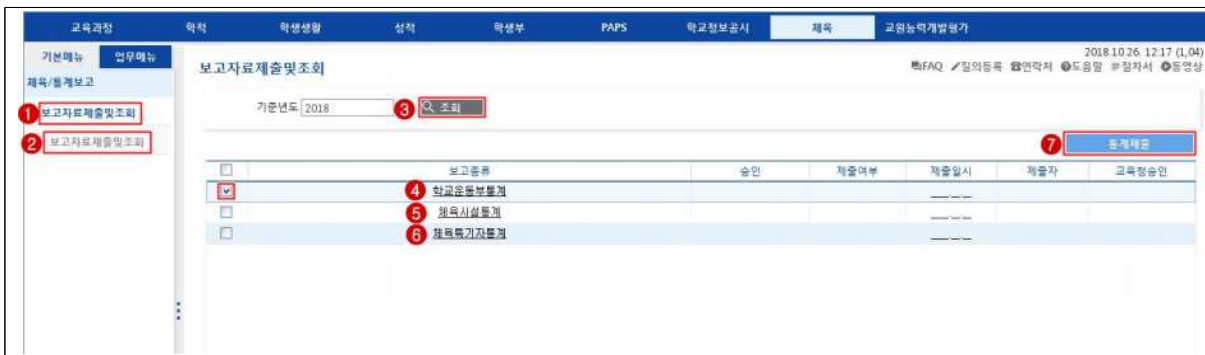 교육과정 학적 학생생활 성적 학생부 PAPS 학교정보공시 체육 교원능력개발평가
기본메뉴 업무메뉴
체육/통계보고
1 보고자료제출및조회
2 보고자료제출및조회
2018.10.26. 12:17 (1,04)
보고자료제출및조회
FAQ 질의등록 연락처 도움말 절차서 동영상
기준년도 2018 3 조회
7 통계제출
보고종류 승인 제출여부 제출일시 제출자 교육청승인
4 학교운동부통계
5 체육시설통계
6 체육특기자통계